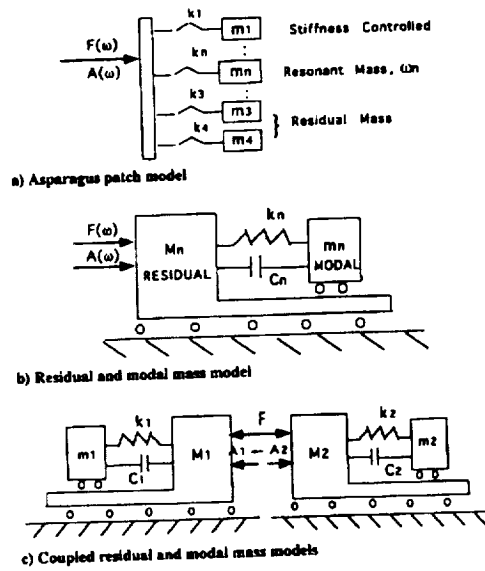 k1
m1
Stiffness Controlled
F(ω)
A(ω)
kn
mn
Resonant Mass, ωn
k3
m3
Residual Mass
k4
m4
a) Asparagus patch model
F(ω)
A(ω)
Mn
RESIDUAL
kn
Cn
mn
MODAL
b) Residual and modal mass model
m1
k1
C1
M1
F
A1 – A2
M2
k2
C2
m2
c) Coupled residual and modal mass models